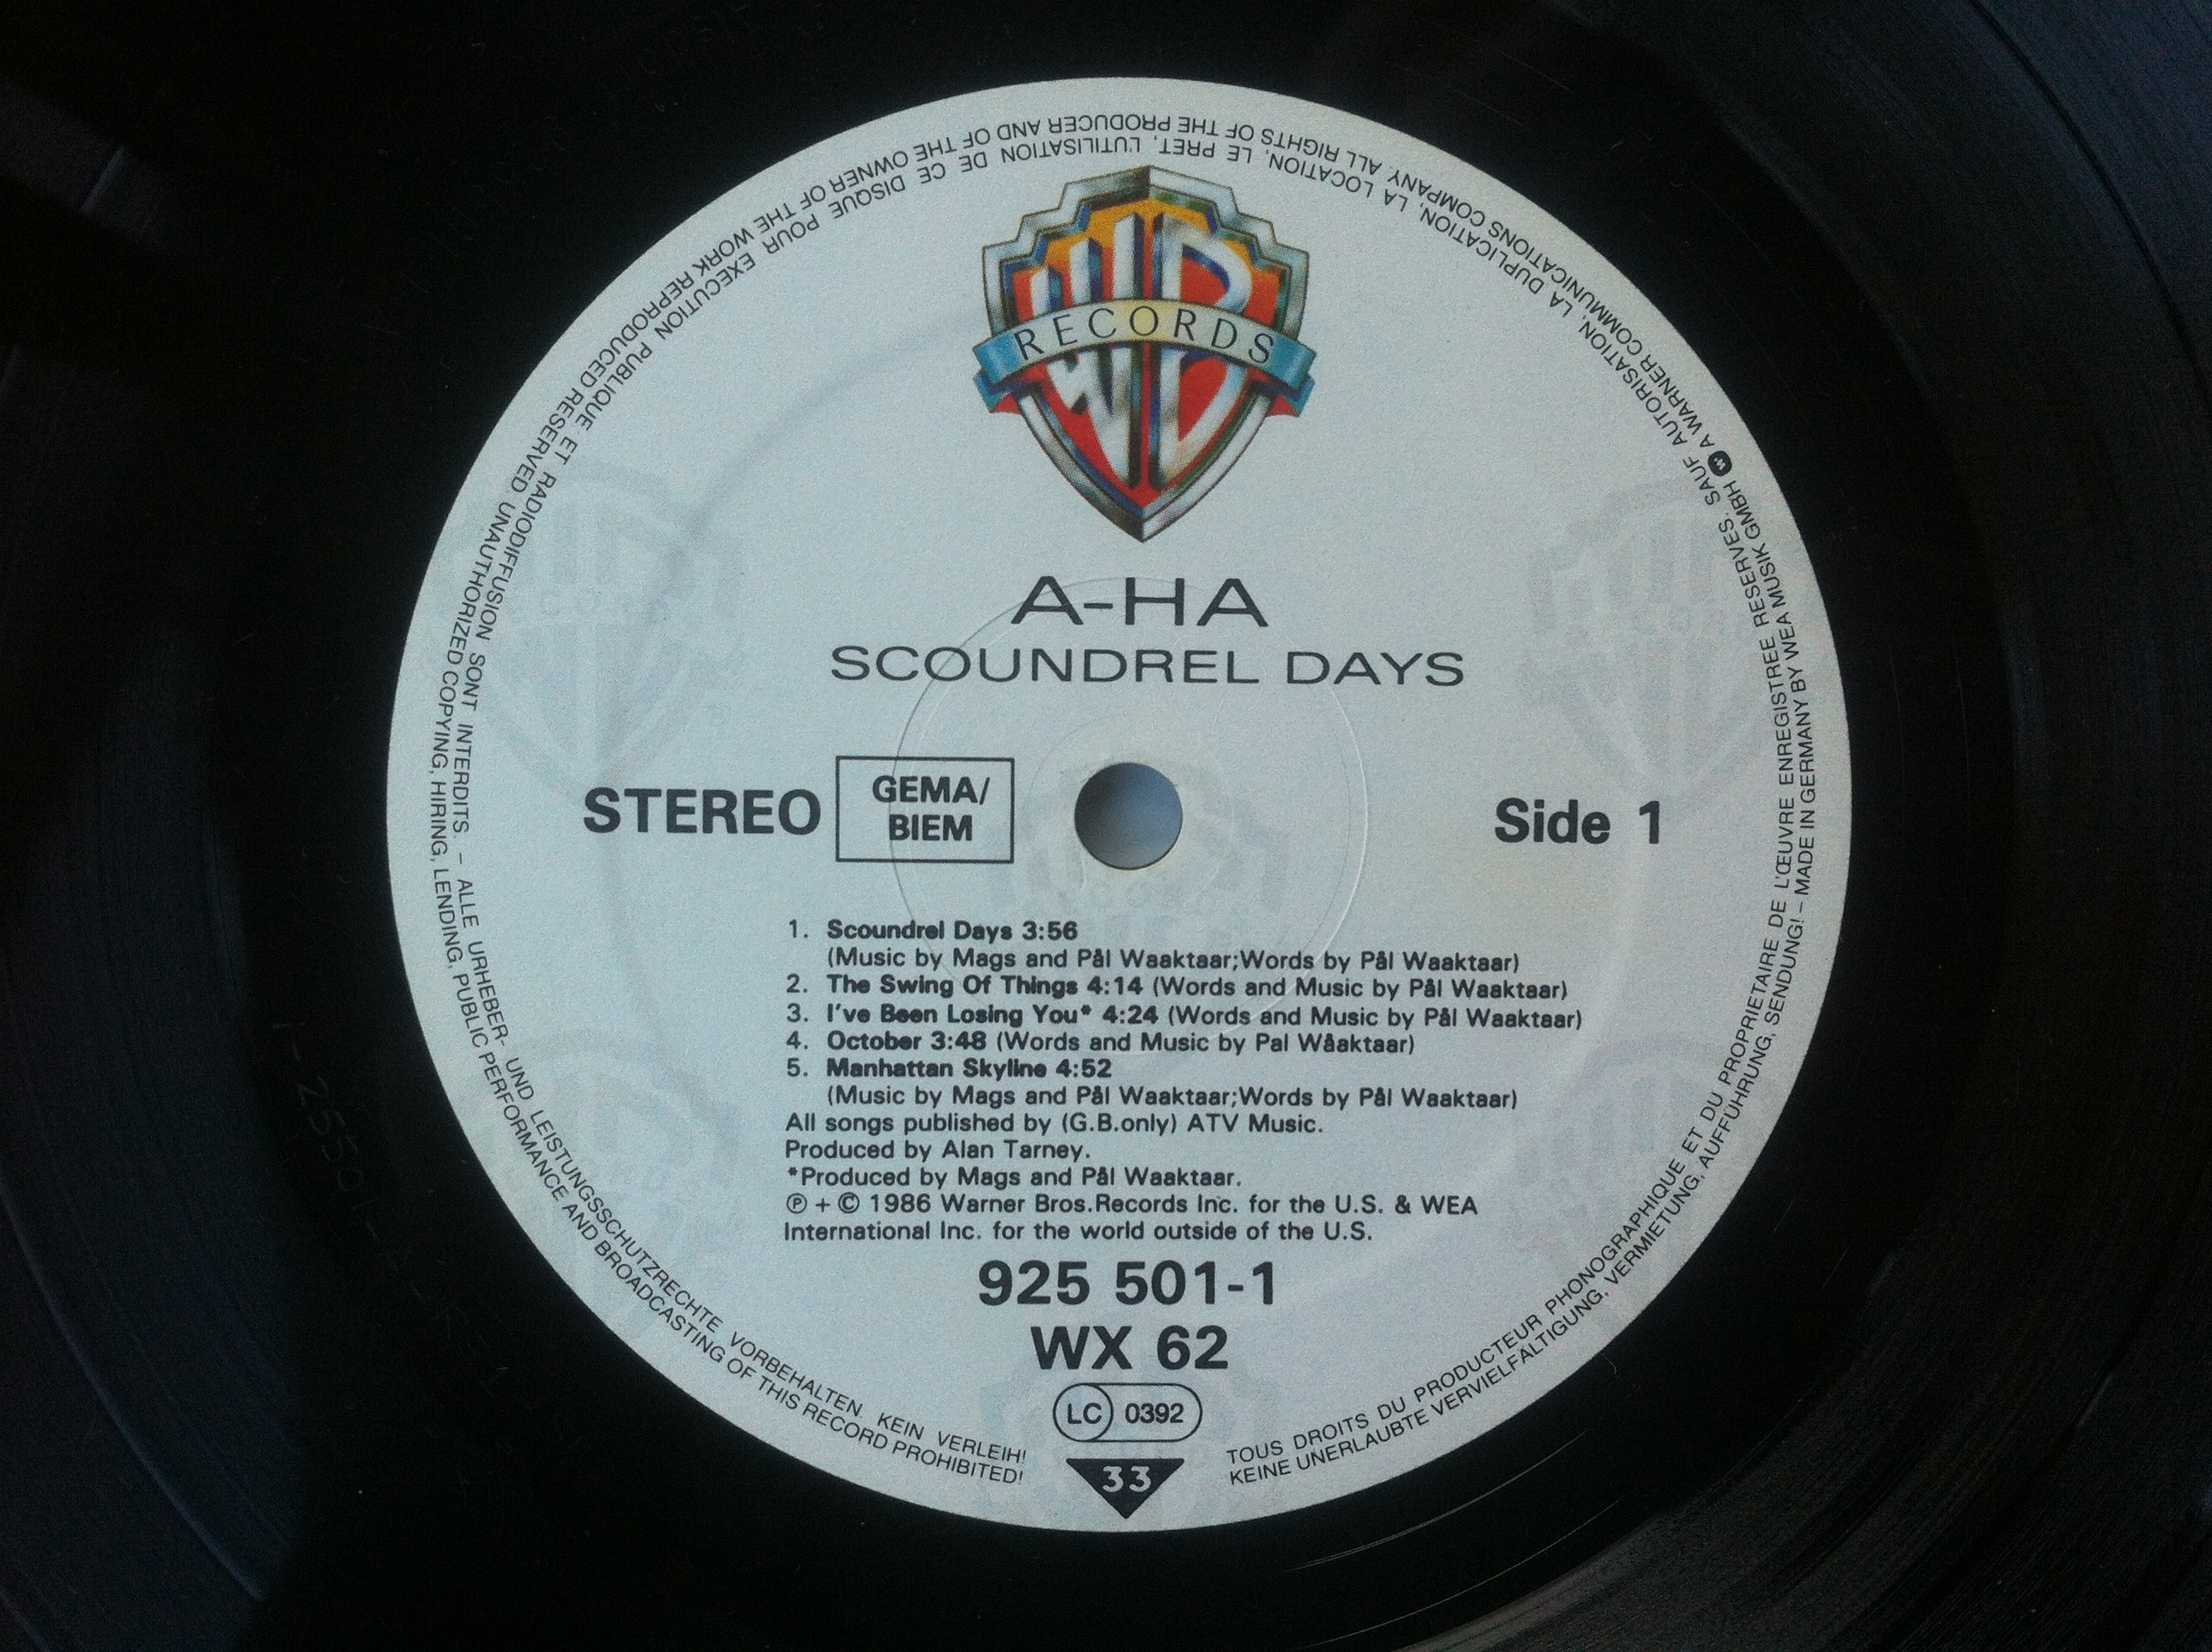 WB
RECORDS
A-HA
SCOUNDREL DAYS
STEREO
GEMA/
BIEM
Side 1
1. Scoundrel Days 3:56
(Music by Mags and Pål Waaktaar;Words by Pål Waaktaar)
2. The Swing Of Things 4:14 (Words and Music by Pål Waaktaar)
3. I've Been Losing You* 4:24 (Words and Music by Pål Waaktaar)
4. October 3:48 (Words and Music by Pal Wåaktaar)
5. Manhattan Skyline 4:52
(Music by Mags and Pål Waaktaar;Words by Pål Waaktaar)
All songs published by (G.B.only) ATV Music.
Produced by Alan Tarney.
*Produced by Mags and Pål Waaktaar.
℗ + © 1986 Warner Bros.Records Inc. for the U.S. & WEA
International Inc. for the world outside of the U.S.
925 501-1
WX 62
LC 0392
33
TOUS DROITS DU PRODUCTEUR PHONOGRAPHIQUE ET DU PROPRIETAIRE DE L'ŒUVRE ENREGISTREE RESERVES. SAUF AUTORISATION, LA DUPLICATION, LA LOCATION, LE PRET, L'UTILISATION DE CE DISQUE POUR EXECUTION PUBLIQUE ET RADIODIFFUSION SONT INTERDITS. – ALLE URHEBER- UND LEISTUNGSSCHUTZRECHTE VORBEHALTEN. KEIN VERLEIH!
KEINE UNERLAUBTE VERVIELFÄLTIGUNG, VERMIETUNG, AUFFÜHRUNG, SENDUNG! – MADE IN GERMANY BY WEA MUSIK GMBH A WARNER COMMUNICATIONS COMPANY. ALL RIGHTS OF THE PRODUCER AND OF THE OWNER OF THE WORK REPRODUCED RESERVED UNAUTHORIZED COPYING, HIRING, LENDING, PUBLIC PERFORMANCE AND BROADCASTING OF THIS RECORD PROHIBITED!